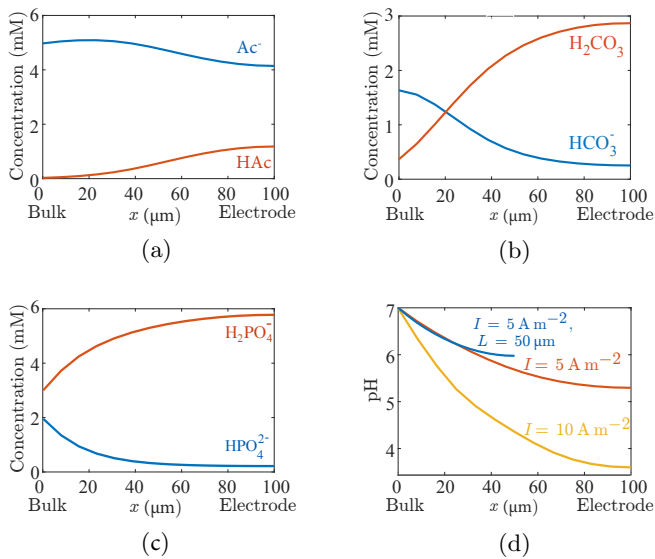 6
4
2
0
Concentration (mM)
Ac⁻
HAc
0 20 40 60 80 100
Bulk x (μm) Electrode
(a)
3
2
1
0
Concentration (mM)
H₂CO₃
HCO₃⁻
0 20 40 60 80 100
Bulk x (μm) Electrode
(b)
6
4
2
0
Concentration (mM)
H₂PO₄⁻
HPO₄²⁻
0 20 40 60 80 100
Bulk x (μm) Electrode
(c)
7
6
5
4
pH
I = 5 A m⁻²,
L = 50 μm
I = 5 A m⁻²
I = 10 A m⁻²
0 20 40 60 80 100
Bulk x (μm) Electrode
(d)